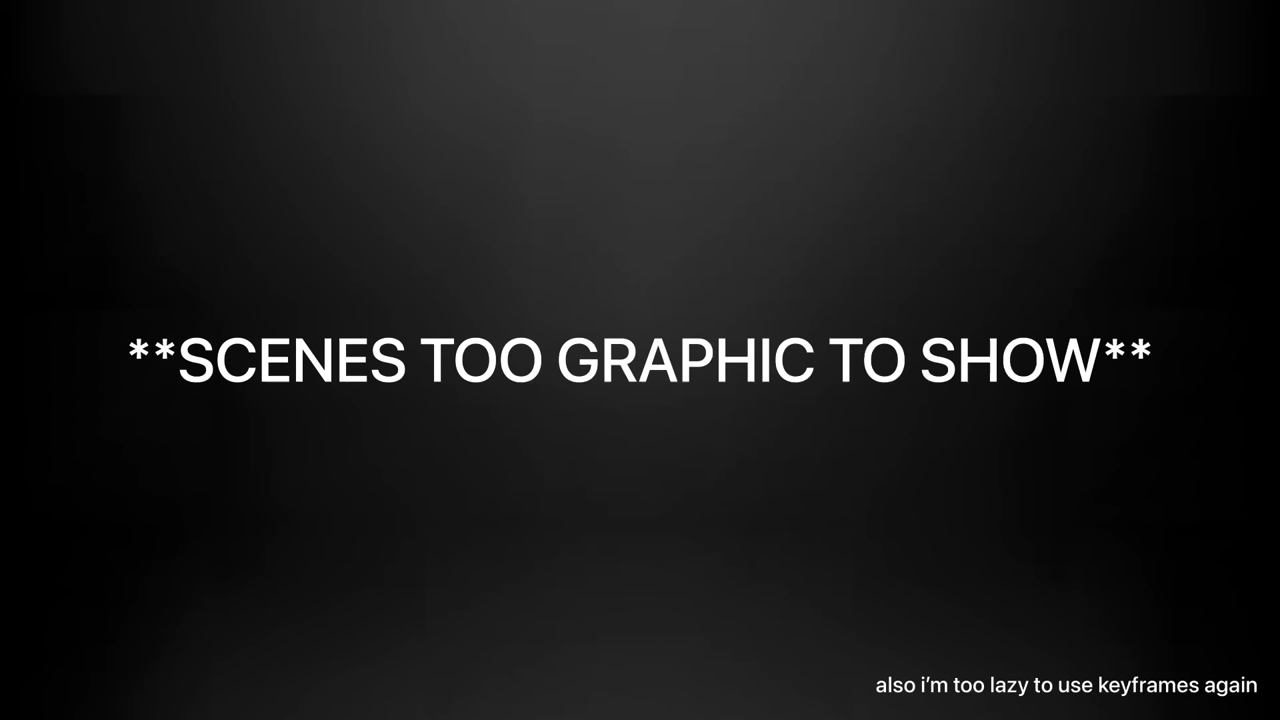 **SCENES TOO GRAPHIC TO SHOW**
also i’m too lazy to use keyframes again